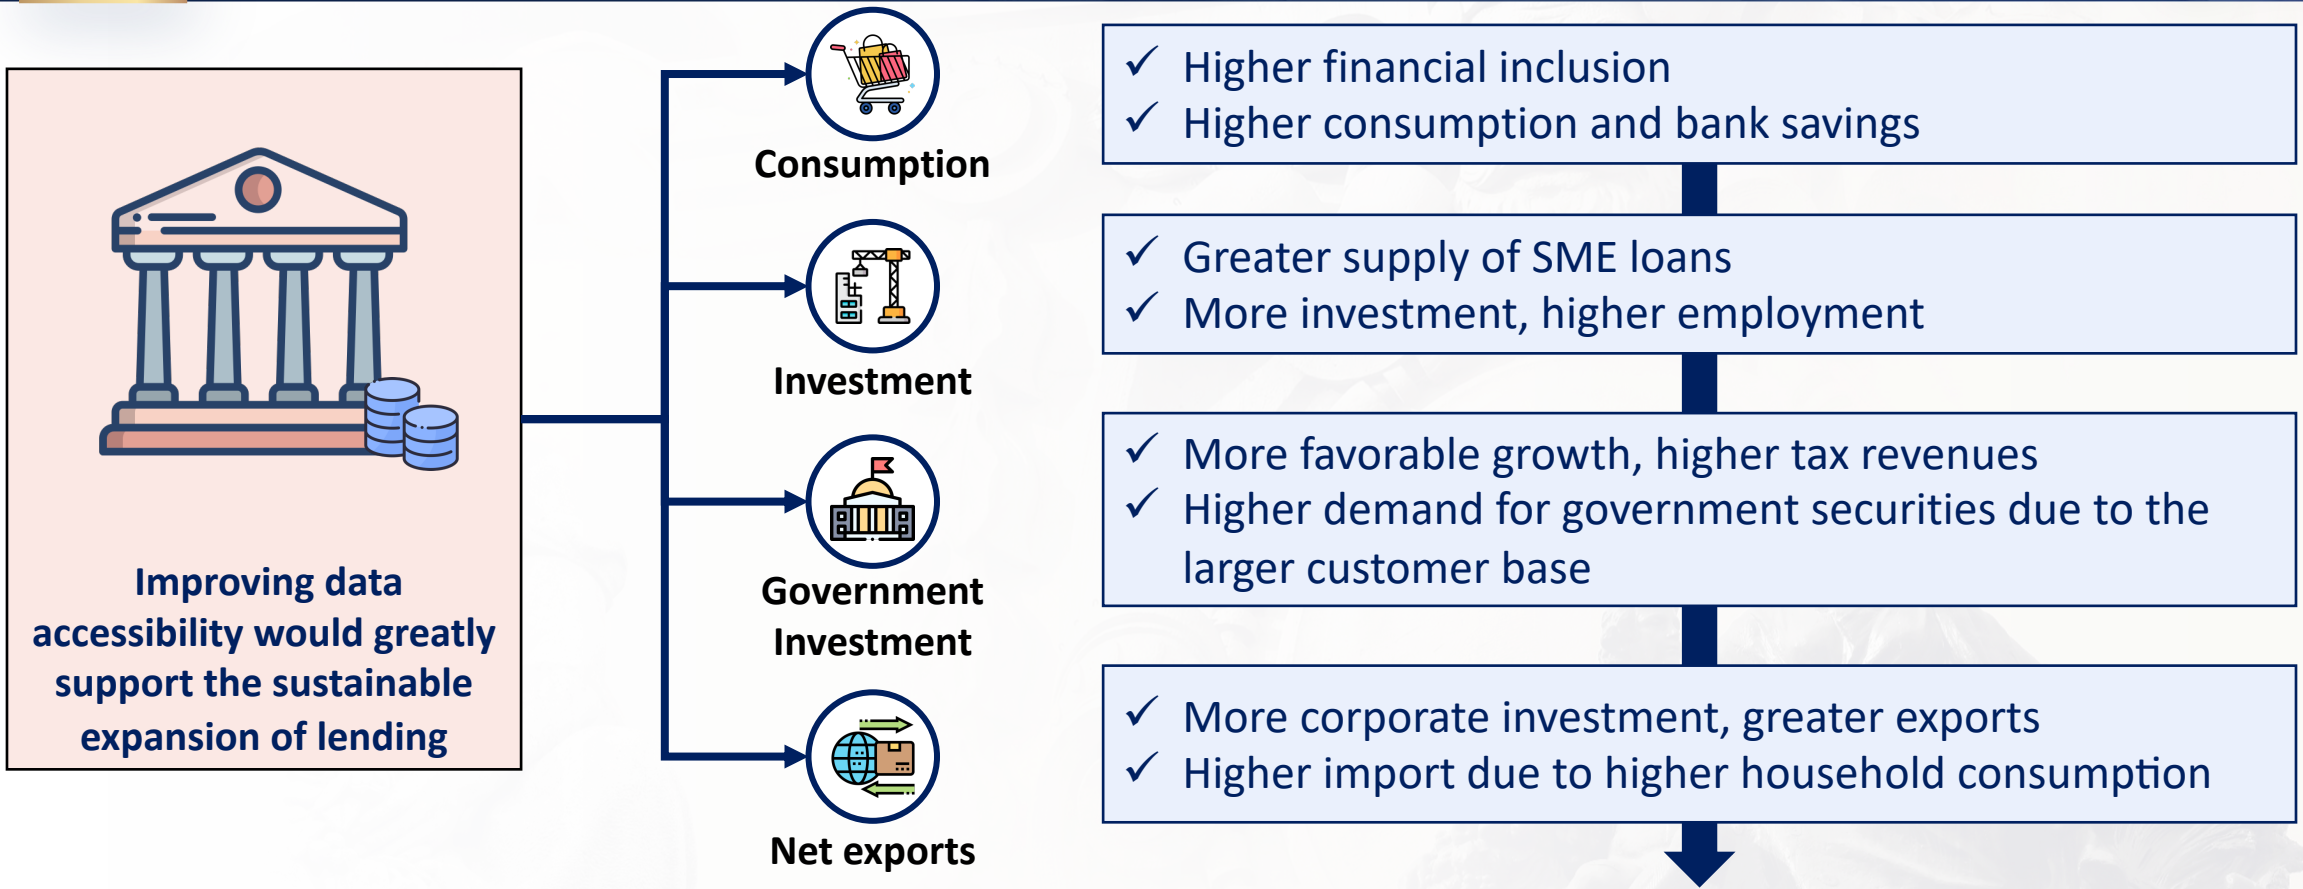 Improving data
accessibility would greatly
support the sustainable
expansion of lending
Consumption
✓ Higher financial inclusion
✓ Higher consumption and bank savings
Investment
✓ Greater supply of SME loans
✓ More investment, higher employment
Government
Investment
✓ More favorable growth, higher tax revenues
✓ Higher demand for government securities due to the
larger customer base
Net exports
✓ More corporate investment, greater exports
✓ Higher import due to higher household consumption